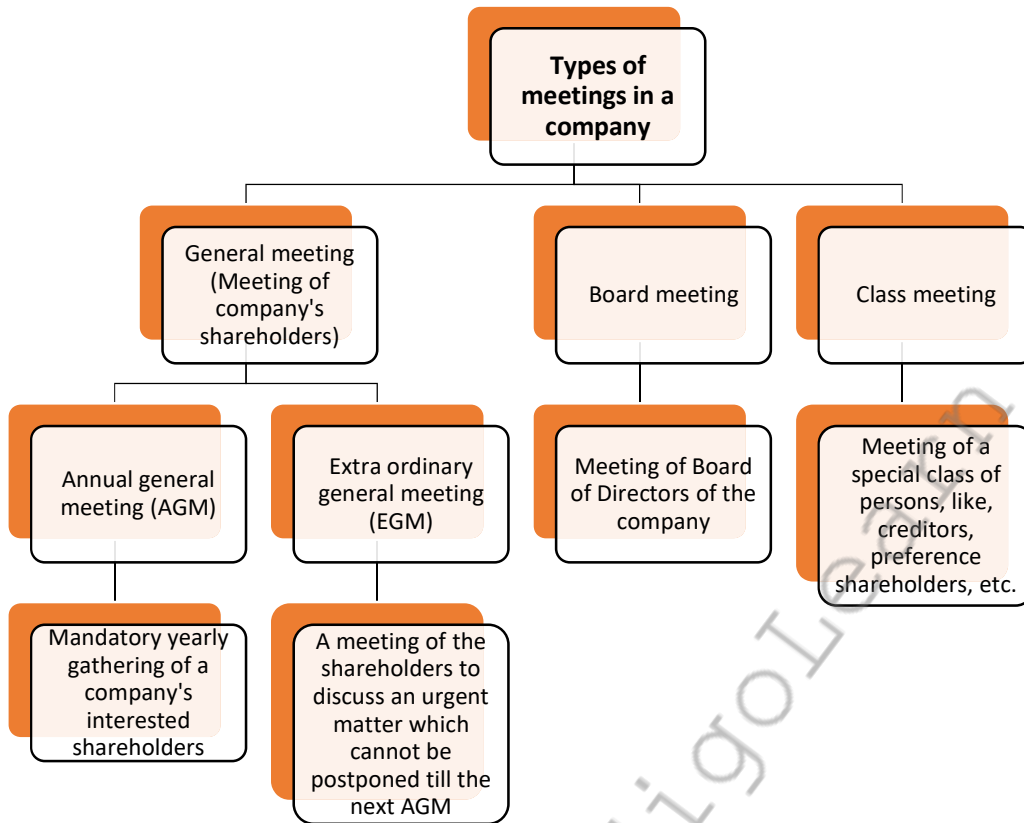 Types of
meetings in a
company
General meeting
(Meeting of
company's
shareholders)
Board meeting
Class meeting
Annual general
meeting (AGM)
Extra ordinary
general meeting
(EGM)
Meeting of Board
of Directors of the
company
Meeting of a
special class of
persons, like,
creditors,
preference
shareholders, etc.
Mandatory yearly
gathering of a
company's
interested
shareholders
A meeting of the
shareholders to
discuss an urgent
matter which
cannot be
postponed till the
next AGM
igoLearn